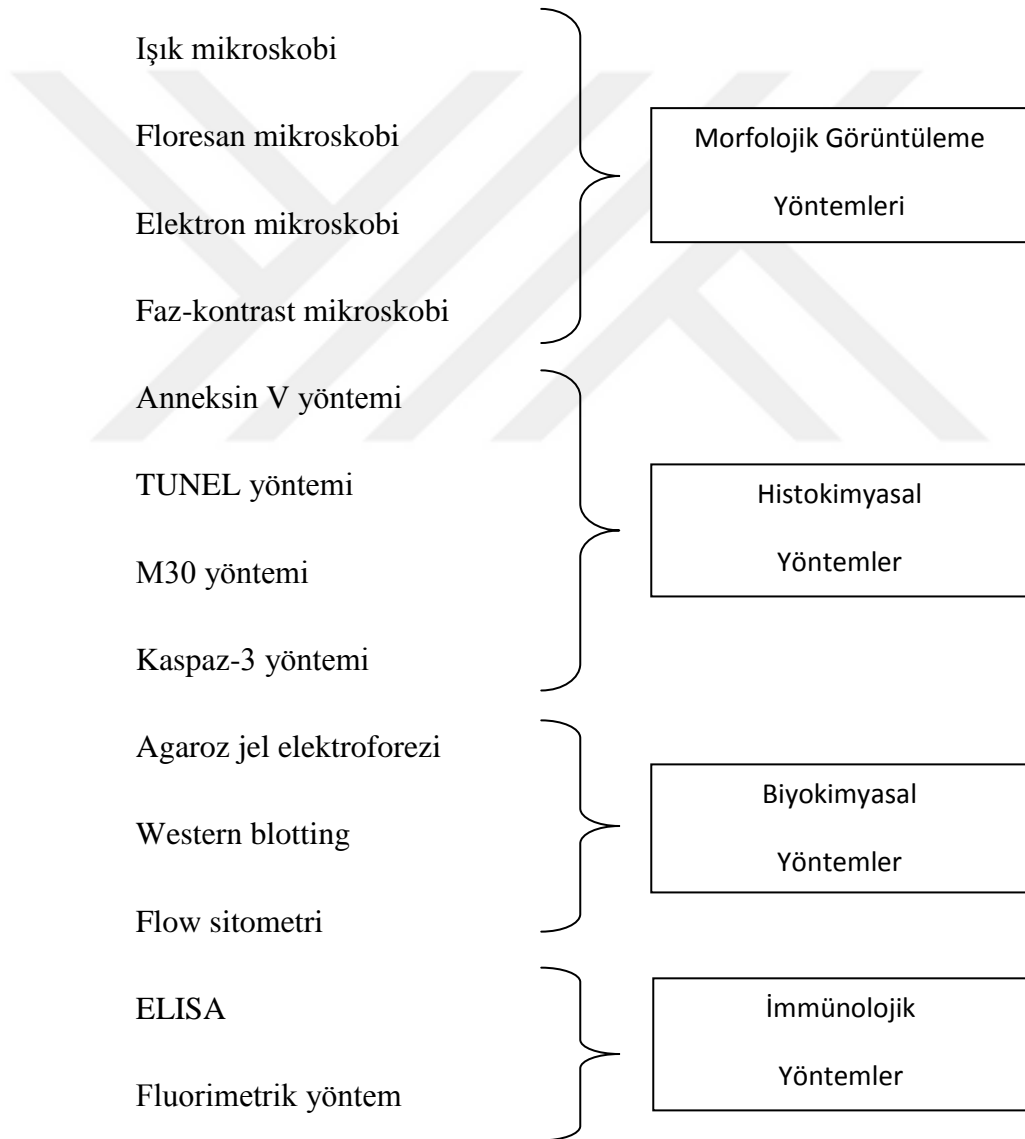 Işık mikroskobi
Floresan mikroskobi
Elektron mikroskobi
Faz-kontrast mikroskobi
Morfolojik Görüntüleme
Yöntemleri
Anneksin V yöntemi
TUNEL yöntemi
M30 yöntemi
Kaspaz-3 yöntemi
Histokimyasal
Yöntemler
Agaroz jel elektroforezi
Western blotting
Flow sitometri
Biyokimyasal
Yöntemler
ELISA
Fluorimetrik yöntem
İmmünolojik
Yöntemler